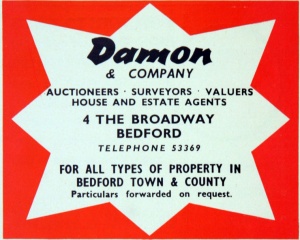 Damon
& COMPANY
AUCTIONEERS · SURVEYORS · VALUERS
HOUSE AND ESTATE AGENTS
4 THE BROADWAY
BEDFORD
TELEPHONE 53369
FOR ALL TYPES OF PROPERTY IN
BEDFORD TOWN & COUNTY
Particulars forwarded on request.